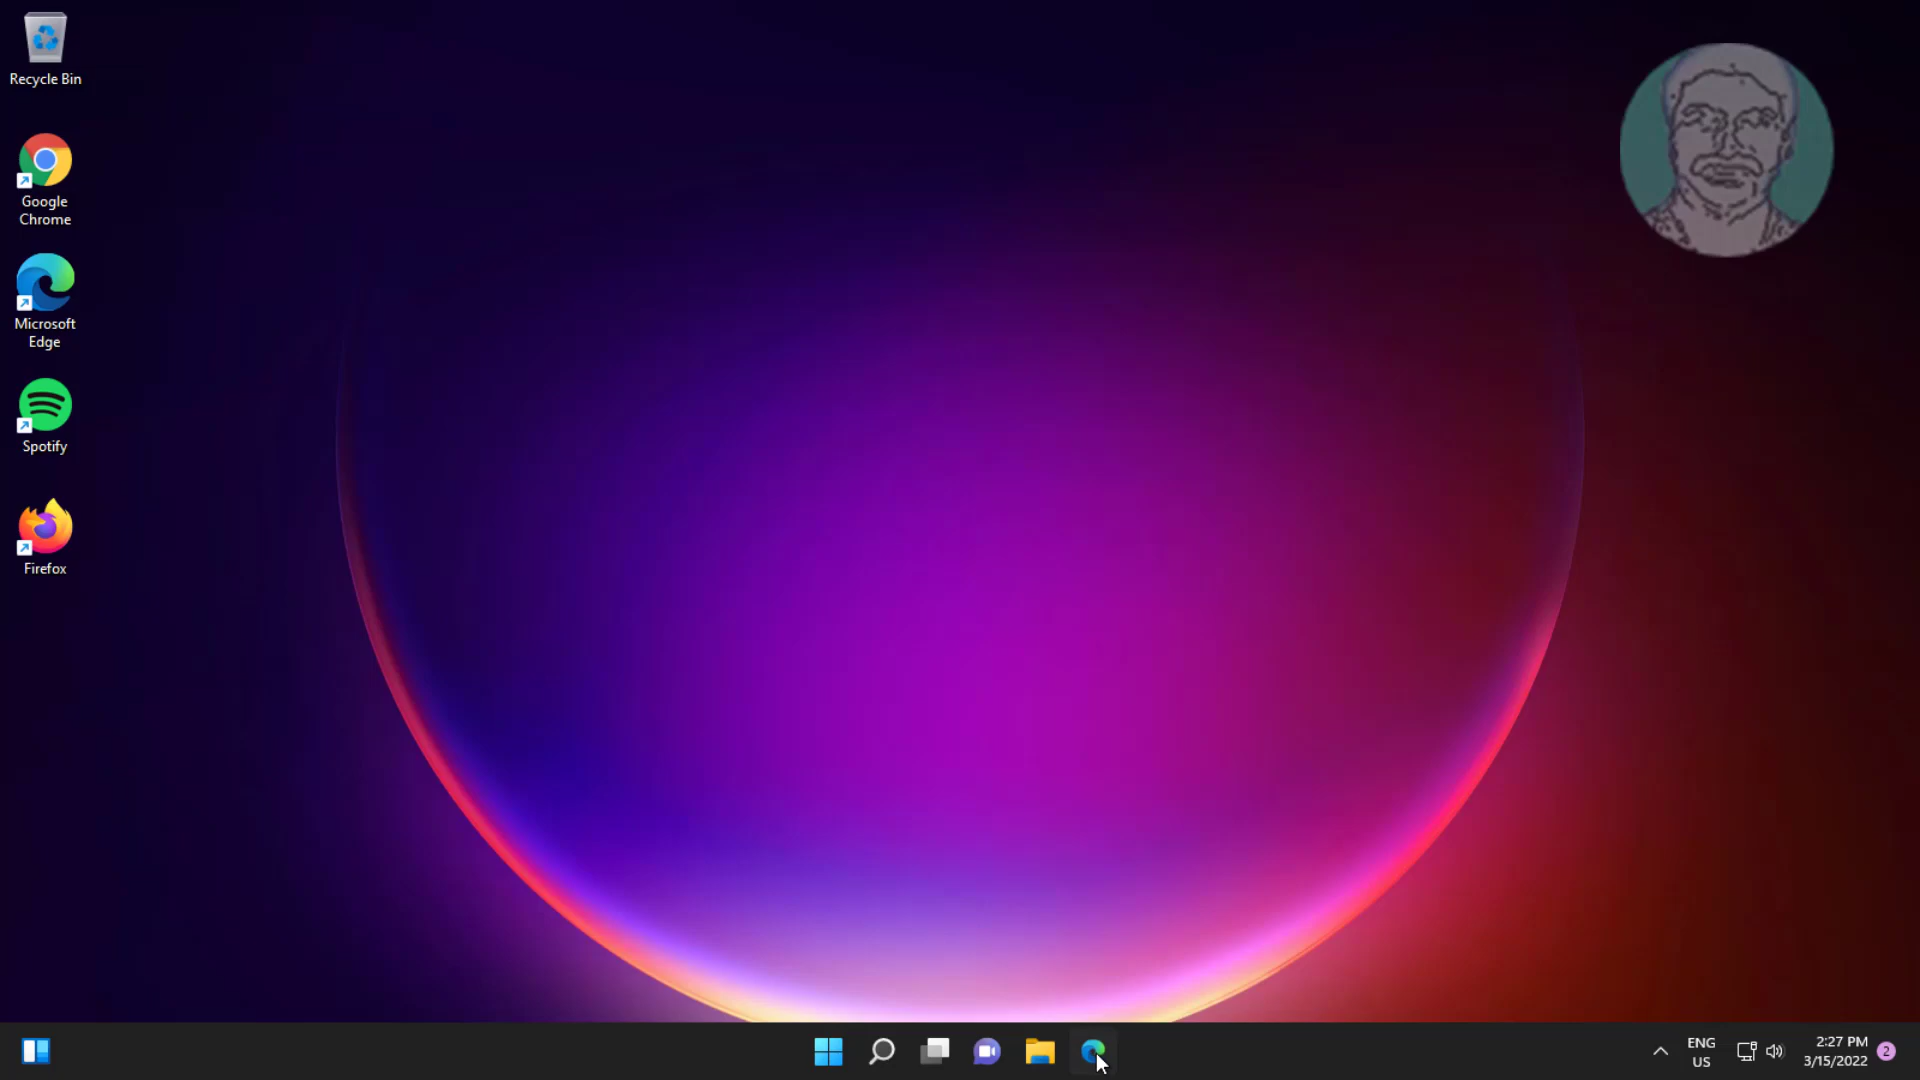 Recycle Bin
Google
Chrome
Microsoft
Edge
Spotify
Firefox
ENG
US
2:27 PM
3/15/2022
2